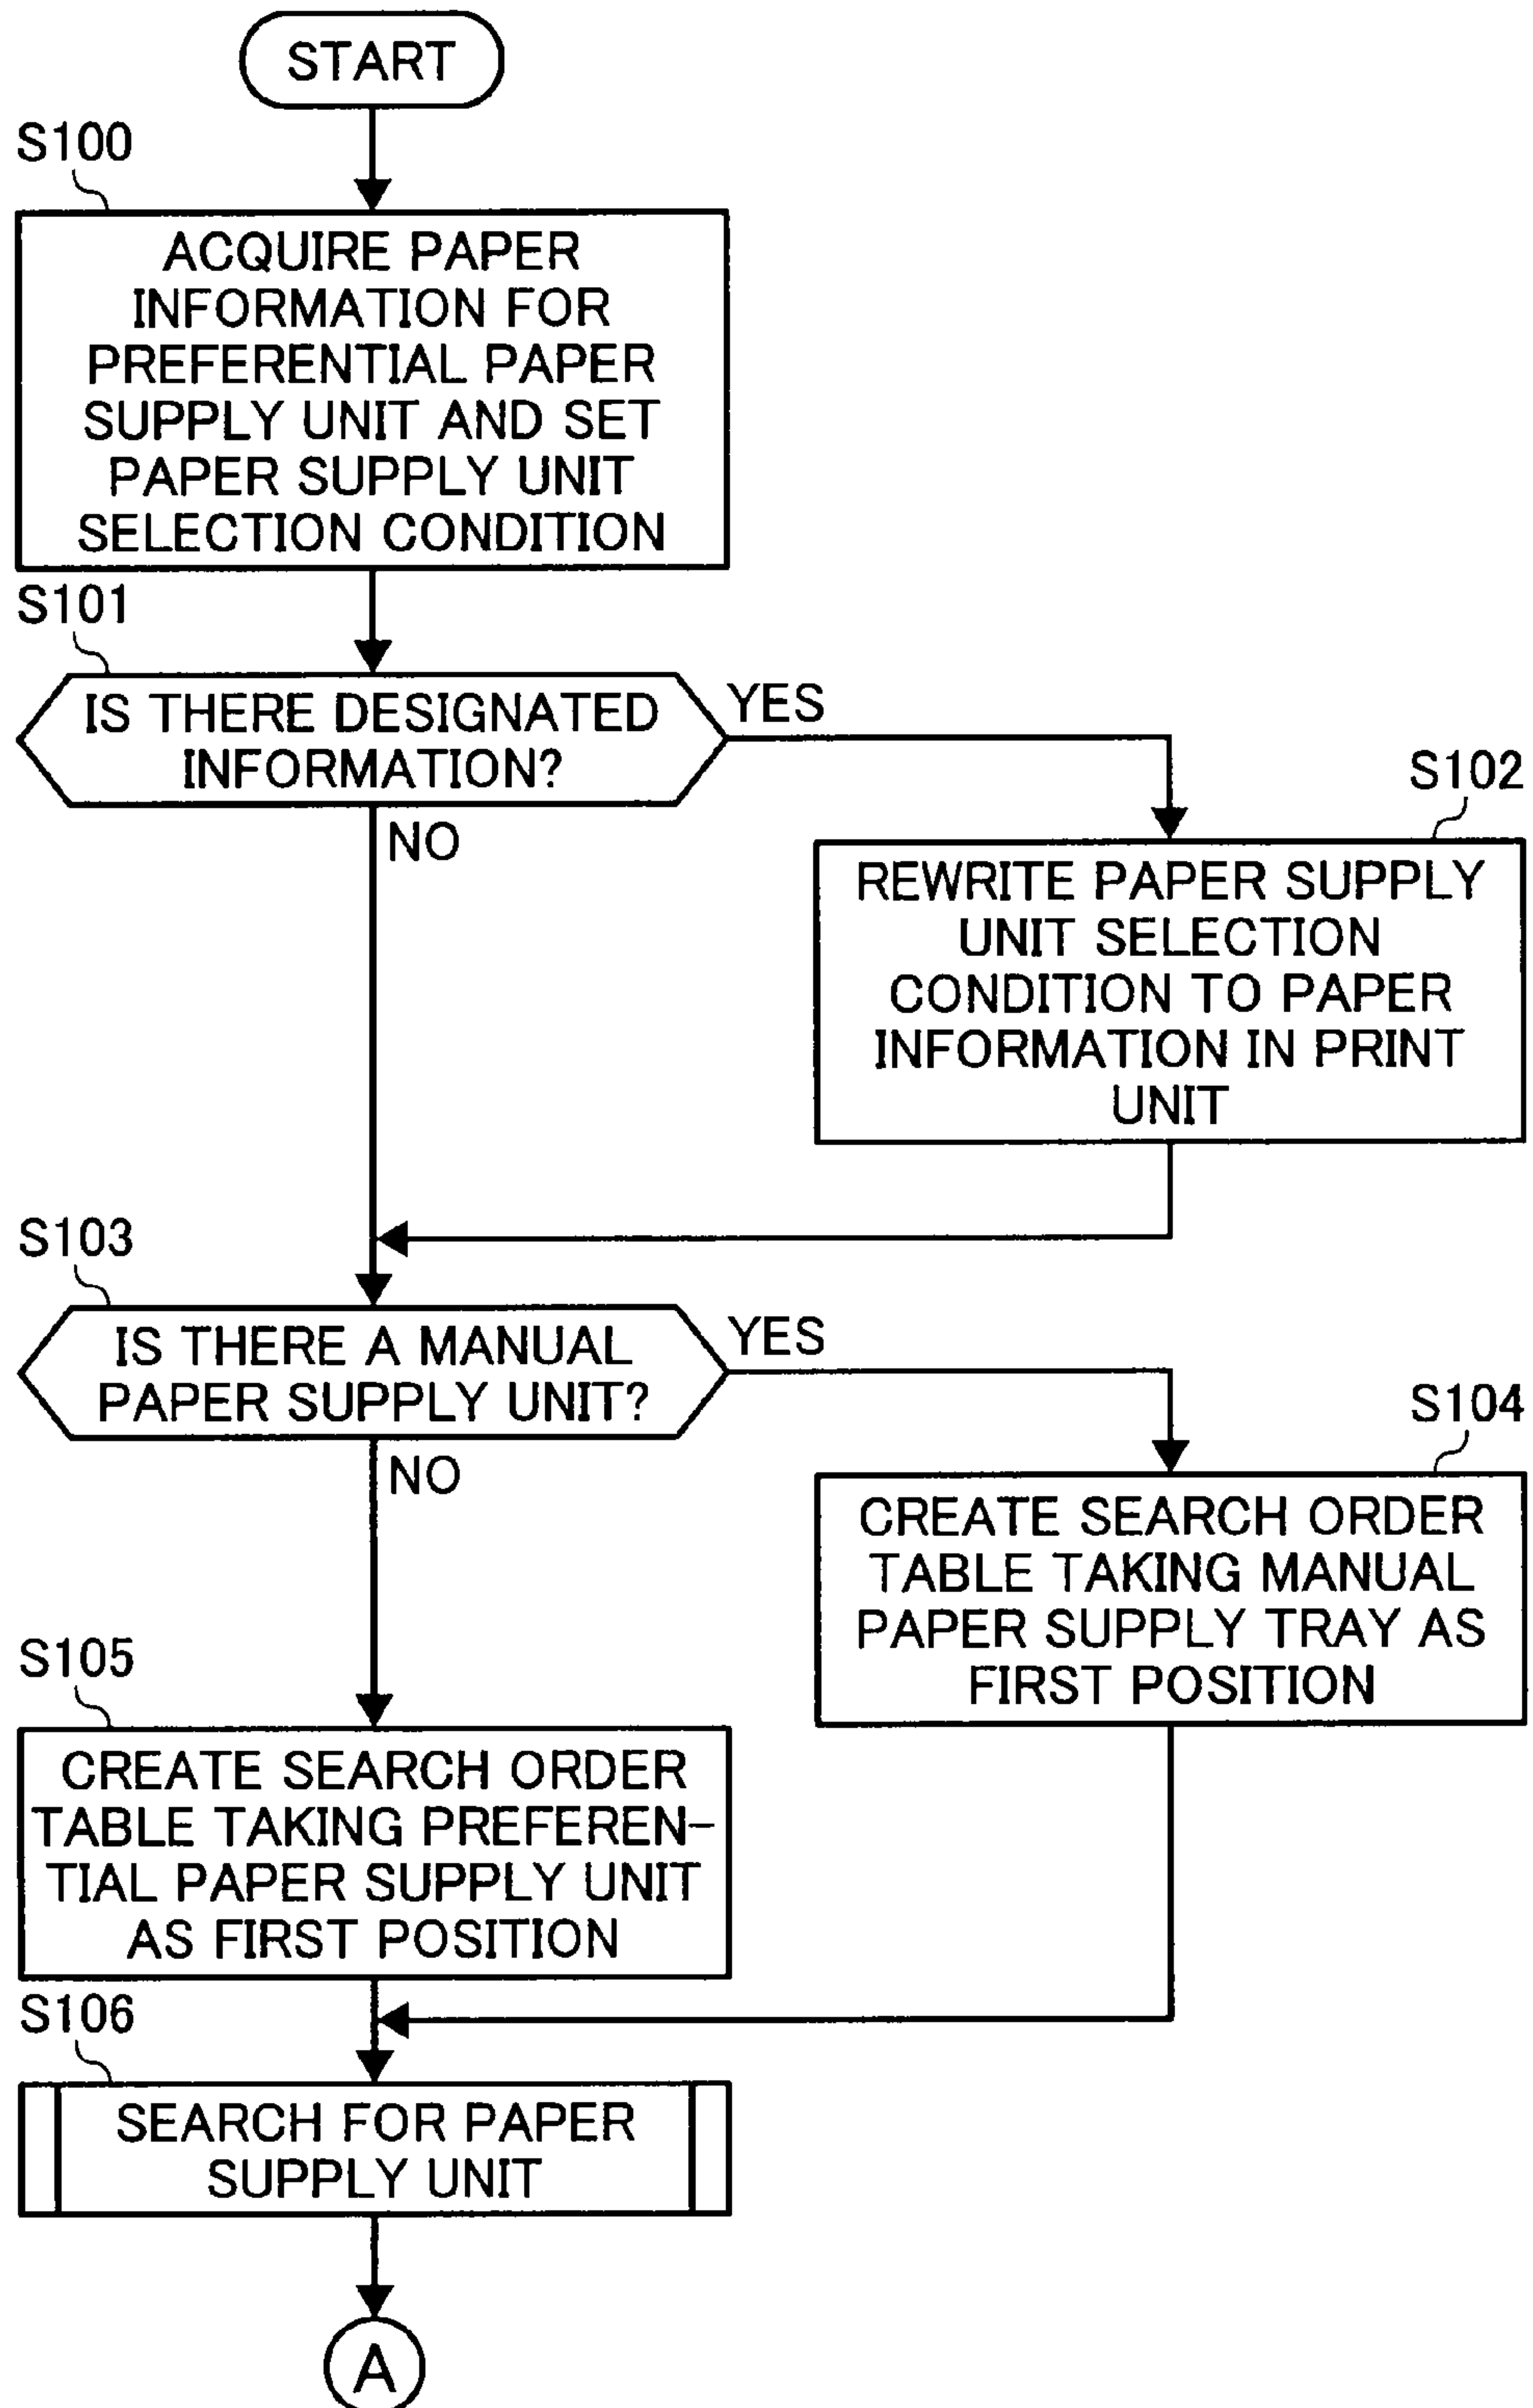 START
S100
ACQUIRE PAPER
INFORMATION FOR
PREFERENTIAL PAPER
SUPPLY UNIT AND SET
PAPER SUPPLY UNIT
SELECTION CONDITION
S101
IS THERE DESIGNATED
INFORMATION?
YES
NO
S102
REWRITE PAPER SUPPLY
UNIT SELECTION
CONDITION TO PAPER
INFORMATION IN PRINT
UNIT
S103
IS THERE A MANUAL
PAPER SUPPLY UNIT?
YES
NO
S104
CREATE SEARCH ORDER
TABLE TAKING MANUAL
PAPER SUPPLY TRAY AS
FIRST POSITION
S105
CREATE SEARCH ORDER
TABLE TAKING PREFEREN-
TIAL PAPER SUPPLY UNIT
AS FIRST POSITION
S106
SEARCH FOR PAPER
SUPPLY UNIT
A